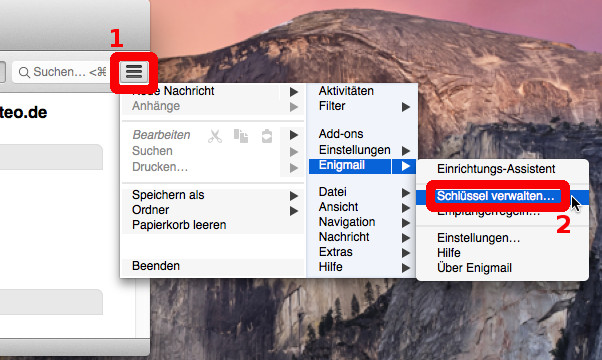 1
Suchen… <⌘
teo.de
Neue Nachricht
Anhänge
Bearbeiten
Suchen
Drucken…
Speichern als
Ordner
Papierkorb leeren
Beenden
Aktivitäten
Filter
Add-ons
Einstellungen
Enigmail
Datei
Ansicht
Navigation
Nachricht
Extras
Hilfe
Einrichtungs-Assistent
Schlüssel verwalten…
2
Empfängerregeln…
Einstellungen…
Hilfe
Über Enigmail